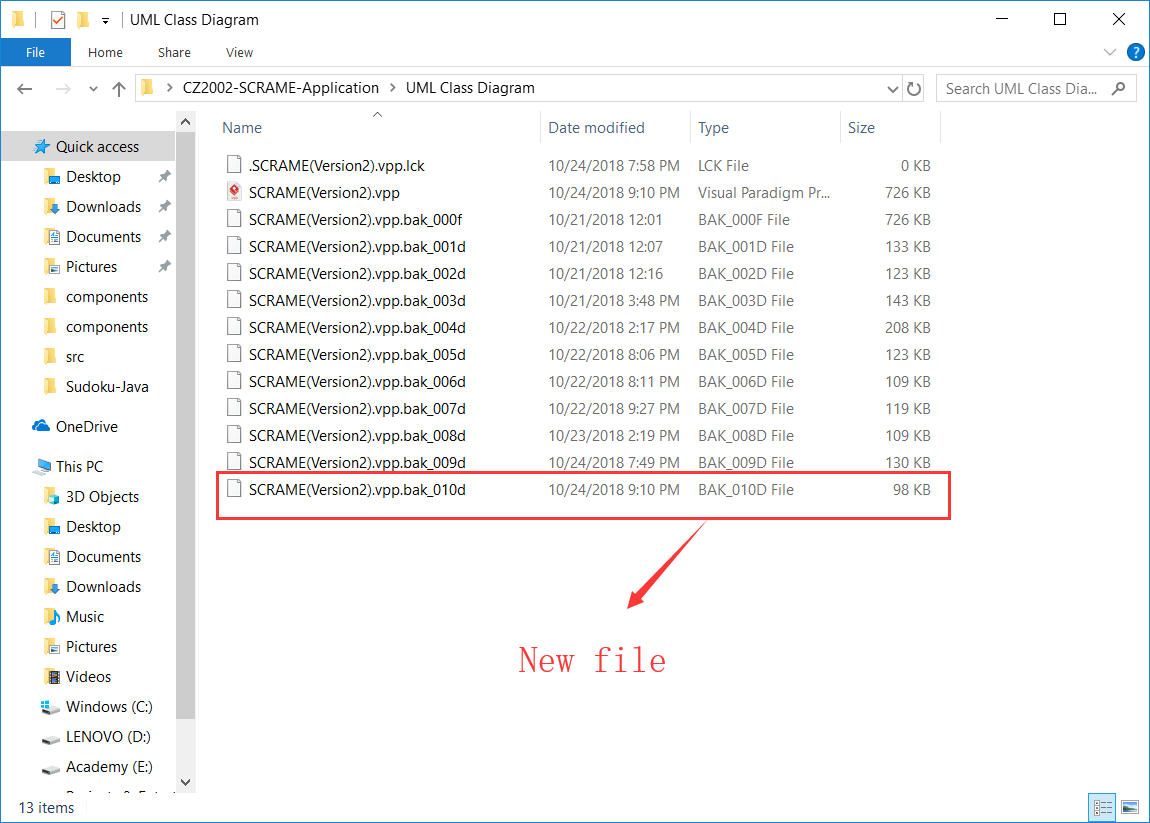 UML Class Diagram
File Home Share View
CZ2002-SCRAME-Application > UML Class Diagram Search UML Class Dia...
Quick access
Desktop
Downloads
Documents
Pictures
components
components
src
Sudoku-Java
OneDrive
This PC
3D Objects
Desktop
Documents
Downloads
Music
Pictures
Videos
Windows (C:)
LENOVO (D:)
Academy (E:)
Name Date modified Type Size
.SCRAME(Version2).vpp.lck 10/24/2018 7:58 PM LCK File 0 KB
SCRAME(Version2).vpp 10/24/2018 9:10 PM Visual Paradigm Pr... 726 KB
SCRAME(Version2).vpp.bak_000f 10/21/2018 12:01 BAK_000F File 726 KB
SCRAME(Version2).vpp.bak_001d 10/21/2018 12:07 BAK_001D File 133 KB
SCRAME(Version2).vpp.bak_002d 10/21/2018 12:16 BAK_002D File 123 KB
SCRAME(Version2).vpp.bak_003d 10/21/2018 3:48 PM BAK_003D File 143 KB
SCRAME(Version2).vpp.bak_004d 10/22/2018 2:17 PM BAK_004D File 208 KB
SCRAME(Version2).vpp.bak_005d 10/22/2018 8:06 PM BAK_005D File 123 KB
SCRAME(Version2).vpp.bak_006d 10/22/2018 8:11 PM BAK_006D File 109 KB
SCRAME(Version2).vpp.bak_007d 10/22/2018 9:27 PM BAK_007D File 119 KB
SCRAME(Version2).vpp.bak_008d 10/23/2018 2:19 PM BAK_008D File 109 KB
SCRAME(Version2).vpp.bak_009d 10/24/2018 7:49 PM BAK_009D File 130 KB
SCRAME(Version2).vpp.bak_010d 10/24/2018 9:10 PM BAK_010D File 98 KB
New file
13 items